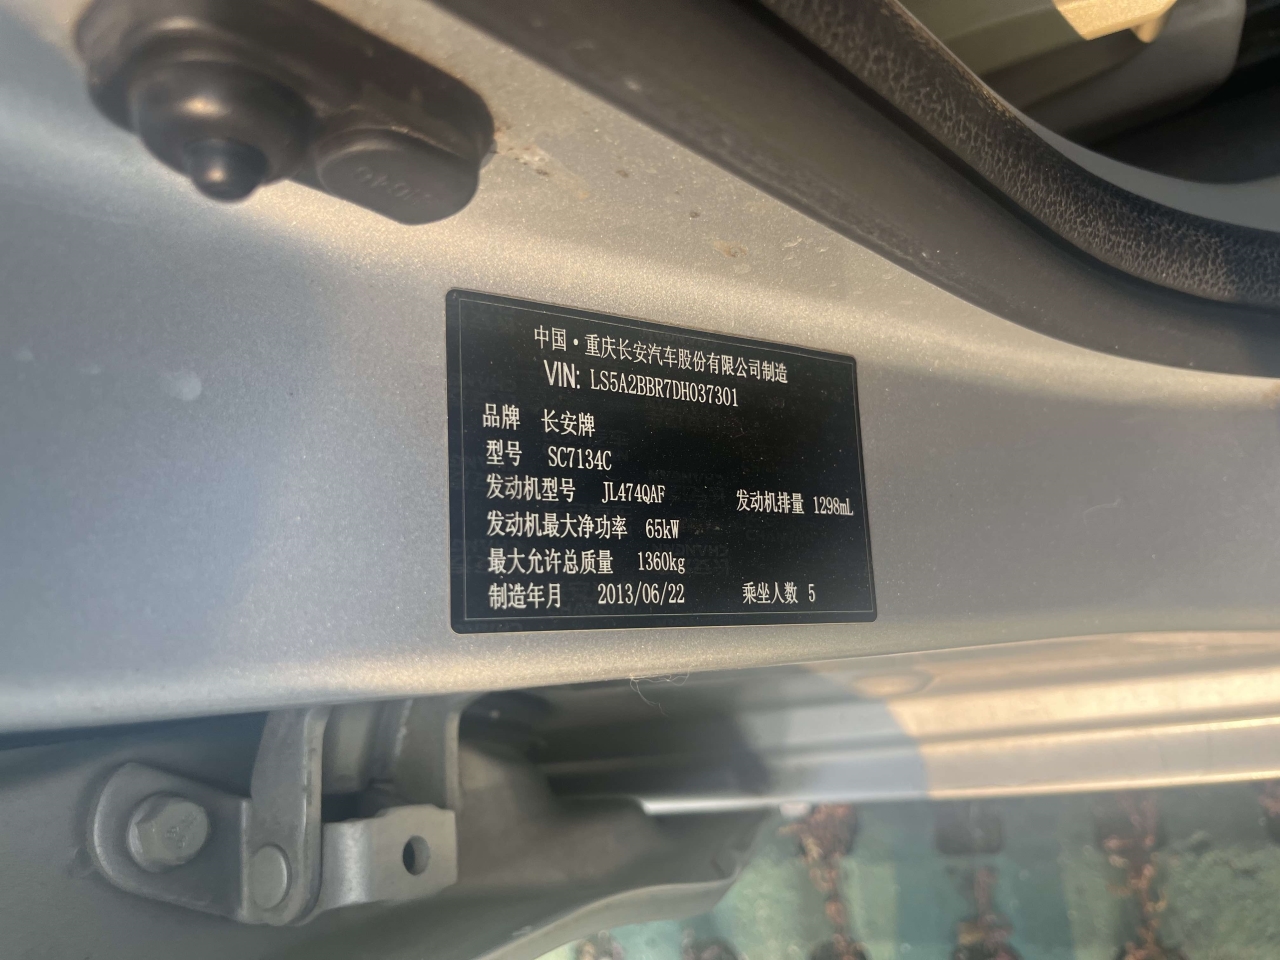 中国·重庆长安汽车股份有限公司制造
VIN: LS5A2BBR7DH037301
品牌 长安牌
型号 SC7134C
发动机型号 JL474QAF 发动机排量 1298mL
发动机最大净功率 65kW
最大允许总质量 1360kg
制造年月 2013/06/22 乘坐人数 5